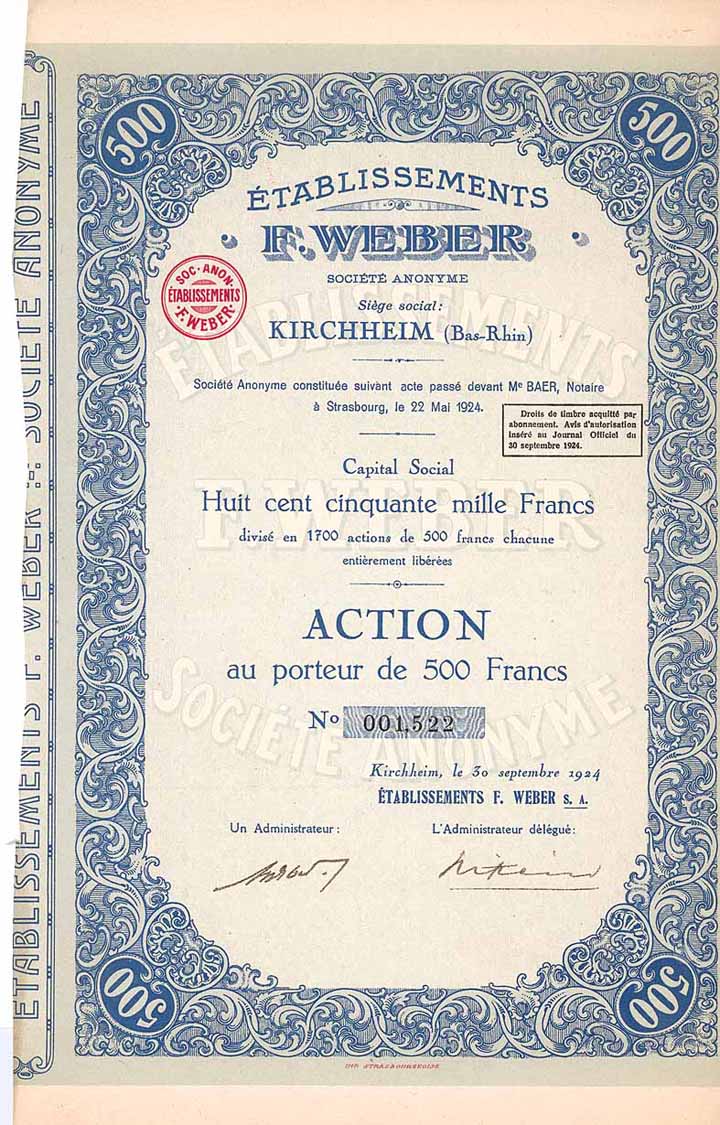 500
500
ÉTABLISSEMENTS
F. WEBER
SOCIÉTÉ ANONYME
Siège social:
KIRCHHEIM (Bas-Rhin)
SOC. ANON.
ÉTABLISSEMENTS
F. WEBER
Société Anonyme constituée suivant acte passé devant Mᵉ BAER, Notaire
à Strasbourg, le 22 Mai 1924.
Droits de timbre acquitté par
abonnement. Avis d'autorisation
inséré au Journal Officiel du
30 septembre 1924.
Capital Social
Huit cent cinquante mille Francs
divisé en 1700 actions de 500 francs chacune
entièrement libérées
ACTION
au porteur de 500 Francs
Nº 001,522
Kirchheim, le 30 septembre 1924
ÉTABLISSEMENTS F. WEBER S. A.
Un Administrateur:
L'Administrateur délégué:
500
500
IMP. STRASBOURGEOISE
ÉTABLISSEMENTS F. WEBER :-: SOCIÉTÉ ANONYME
ÉTABLISSEMENTS
F. WEBER
SOCIÉTÉ ANONYME